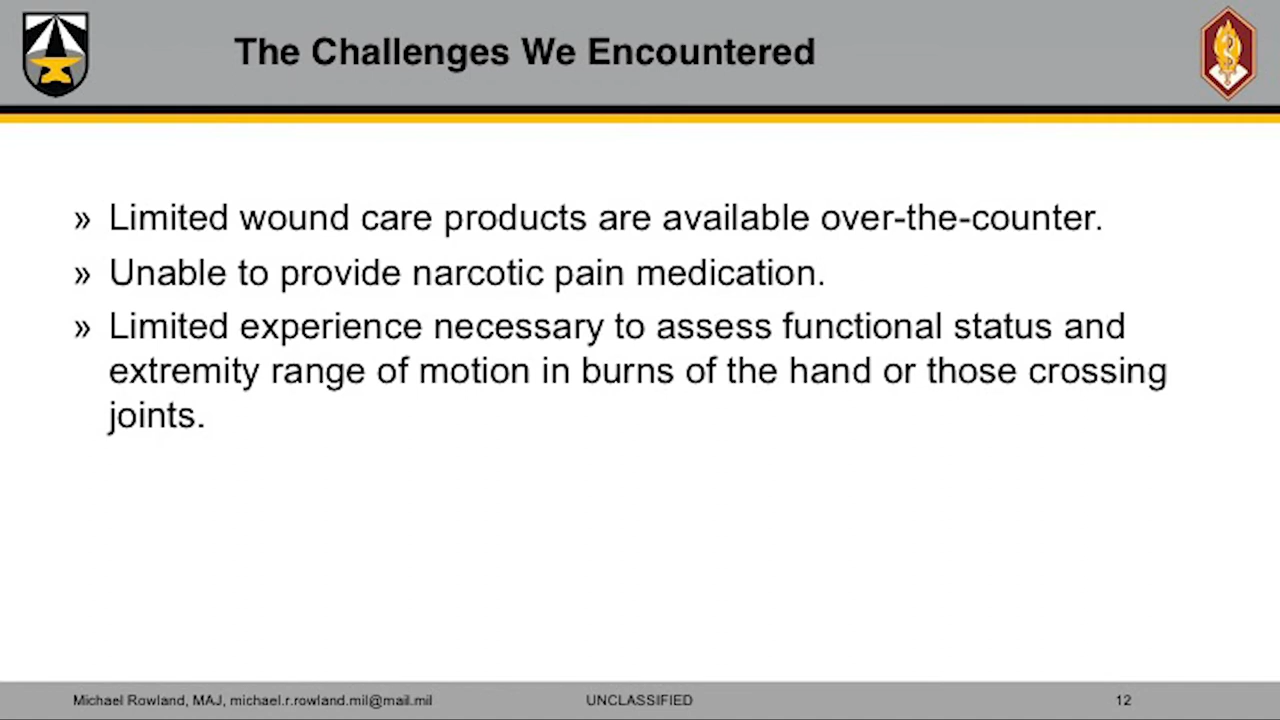 The Challenges We Encountered
» Limited wound care products are available over-the-counter.
» Unable to provide narcotic pain medication.
» Limited experience necessary to assess functional status and
extremity range of motion in burns of the hand or those crossing
joints.
Michael Rowland, MAJ, michael.r.rowland.mil@mail.mil
UNCLASSIFIED
12